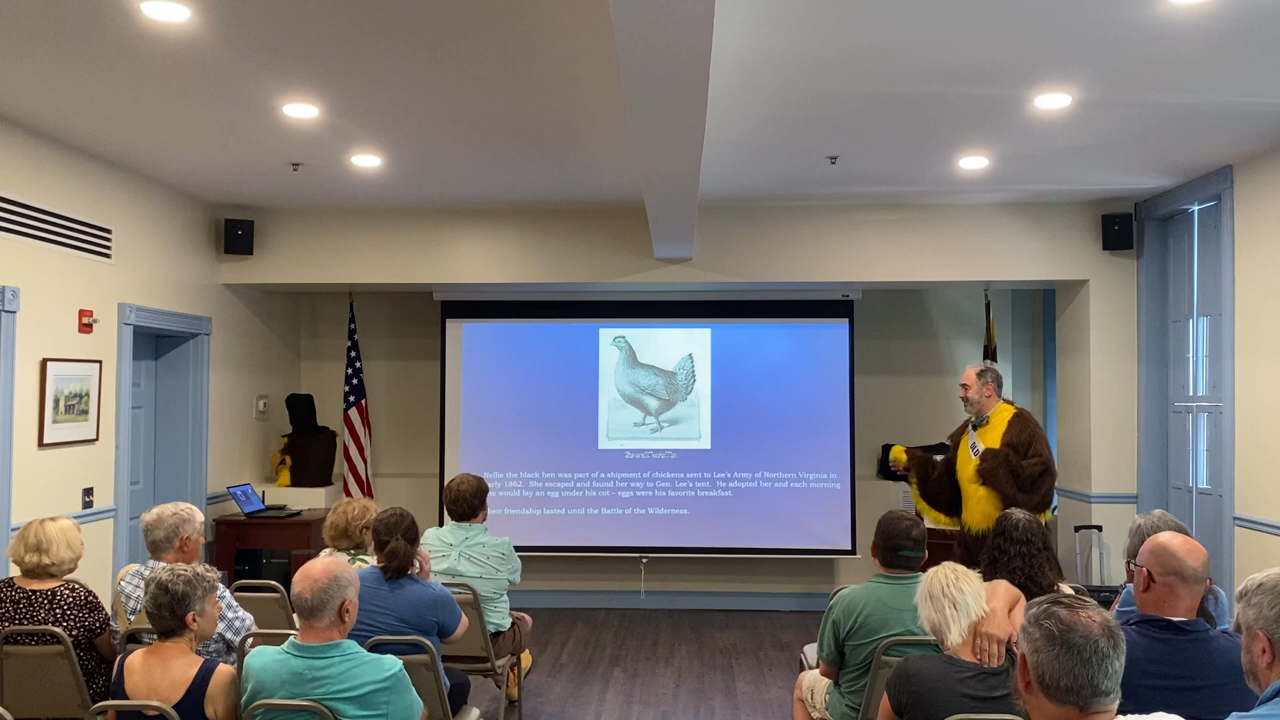 Nellie the black hen was part of a shipment of chickens sent to Lee's Army of Northern Virginia in
early 1862. She escaped and found her way to Gen. Lee's tent. He adopted her and each morning
she would lay an egg under his cot – eggs were his favorite breakfast.
Their friendship lasted until the Battle of the Wilderness.
OLD